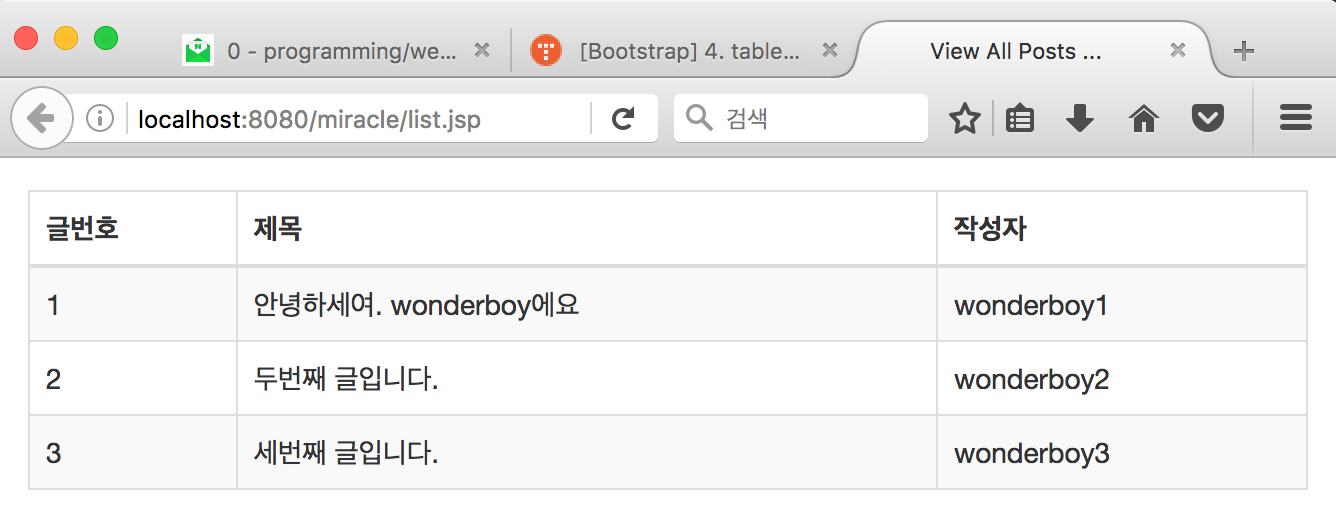 0 - programming/we... [Bootstrap] 4. table... View All Posts ...
localhost:8080/miracle/list.jsp 검색
글번호 제목 작성자
1 안녕하세여. wonderboy에요 wonderboy1
2 두번째 글입니다. wonderboy2
3 세번째 글입니다. wonderboy3